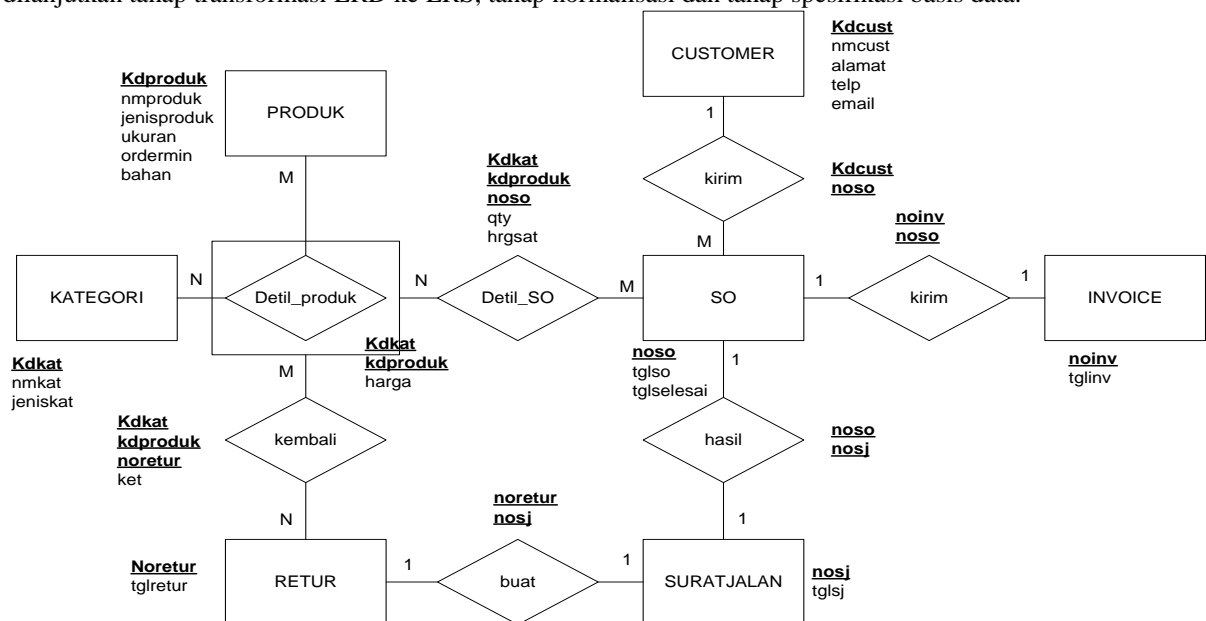 dilanjutkan tahap transformasi ERD ke LRS, tahap normalisasi dan tahap spesifikasi basis data.
Kdcust
nmcust
alamat
telp
email
CUSTOMER
Kdproduk
nmproduk
jenisproduk
ukuran
ordermin
bahan
PRODUK
1
M
kirim
Kdcust
noso
Kdkat
kdproduk
noso
qty
hrgsat
M
noinv
noso
KATEGORI
N
Detil_produk
N
Detil_SO
M
SO
1
kirim
1
INVOICE
Kdkat
nmkat
jeniskat
Kdkat
kdproduk
harga
noso
tglso
tglselesai
noinv
tglinv
M
1
Kdkat
kdproduk
noretur
ket
kembali
hasil
noso
nosj
N
noretur
nosj
1
Noretur
tglretur
RETUR
1
buat
1
SURATJALAN
nosj
tglsj